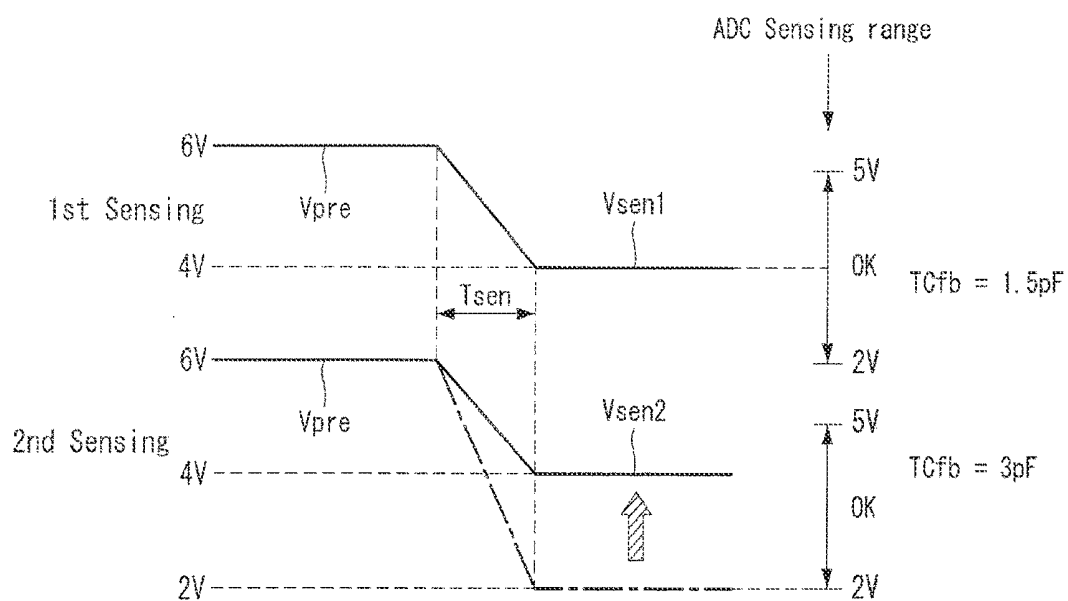 ADC Sensing range
6V
5V
1st Sensing
Vpre
Vsen1
4V
OK
TCfb = 1.5pF
Tsen
6V
2V
Vpre
Vsen2
5V
2nd Sensing
4V
TCfb = 3pF
OK
2V
2V